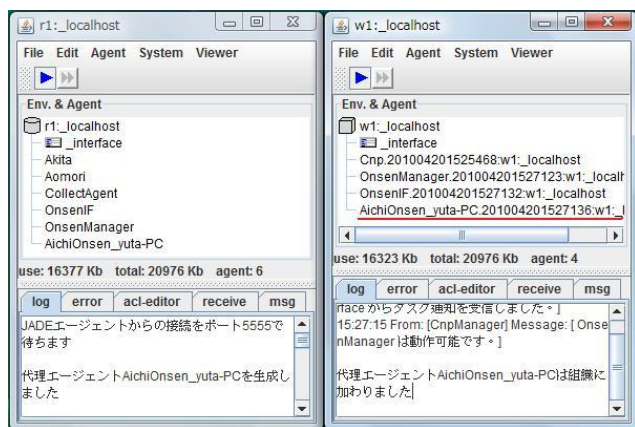 r1:_localhost
File Edit Agent System Viewer
Env. & Agent
r1:_localhost
_interface
Akita
Aomori
CollectAgent
OnsenIF
OnsenManager
AichiOnsen_yuta-PC
use: 16377 Kb total: 20976 Kb agent: 6
log error acl-editor receive msg
JADEエージェントからの接続をポート5555で
待ちます
代理エージェントAichiOnsen_yuta-PCを生成し
ました
w1:_localhost
File Edit Agent System Viewer
Env. & Agent
w1:_localhost
_interface
Cnp.201004201525468:w1:_localhost
OnsenManager.201004201527123:w1:_localh
OnsenIF.201004201527132:w1:_localhost
AichiOnsen_yuta-PC.201004201527136:w1:_l
use: 16323 Kb total: 20976 Kb agent: 4
log error acl-editor receive msg
rfaceからタスク通知を受信しました。]
15:27:15 From: [CnpManager] Message: [ Onse
nManagerは動作可能です。]
代理エージェントAichiOnsen_yuta-PCは組織に
加わりました